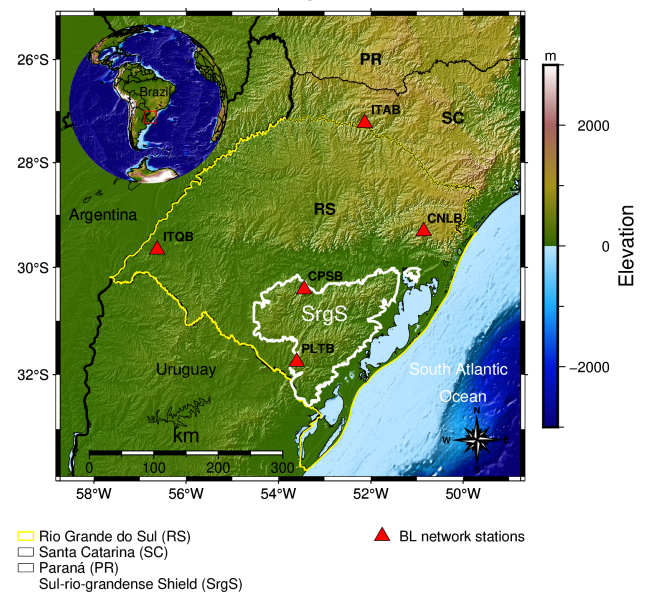 26°S
28°S
30°S
32°S
58°W
56°W
54°W
52°W
50°W
Brazil
PR
ITAB
SC
Argentina
RS
CNLB
ITQB
CPSB
SrgS
PLTB
Uruguay
South Atlantic
Ocean
N
W
E
S
km
0
100
200
300
m
2000
0
−2000
Elevation
Rio Grande do Sul (RS)
Santa Catarina (SC)
Paraná (PR)
Sul-rio-grandense Shield (SrgS)
BL network stations